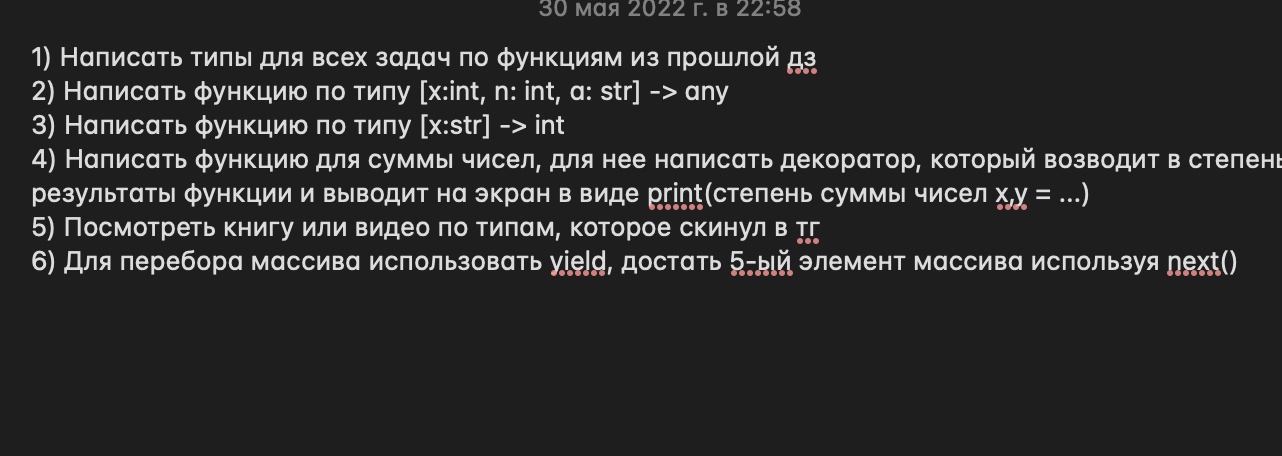 30 мая 2022 г. в 22:58
1) Написать типы для всех задач по функциям из прошлой дз
2) Написать функцию по типу [x:int, n: int, a: str] -> any
3) Написать функцию по типу [x:str] -> int
4) Написать функцию для суммы чисел, для нее написать декоратор, который возводит в степень
результаты функции и выводит на экран в виде print(степень суммы чисел x,y = ...)
5) Посмотреть книгу или видео по типам, которое скинул в тг
6) Для перебора массива использовать yield, достать 5-ый элемент массива используя next()